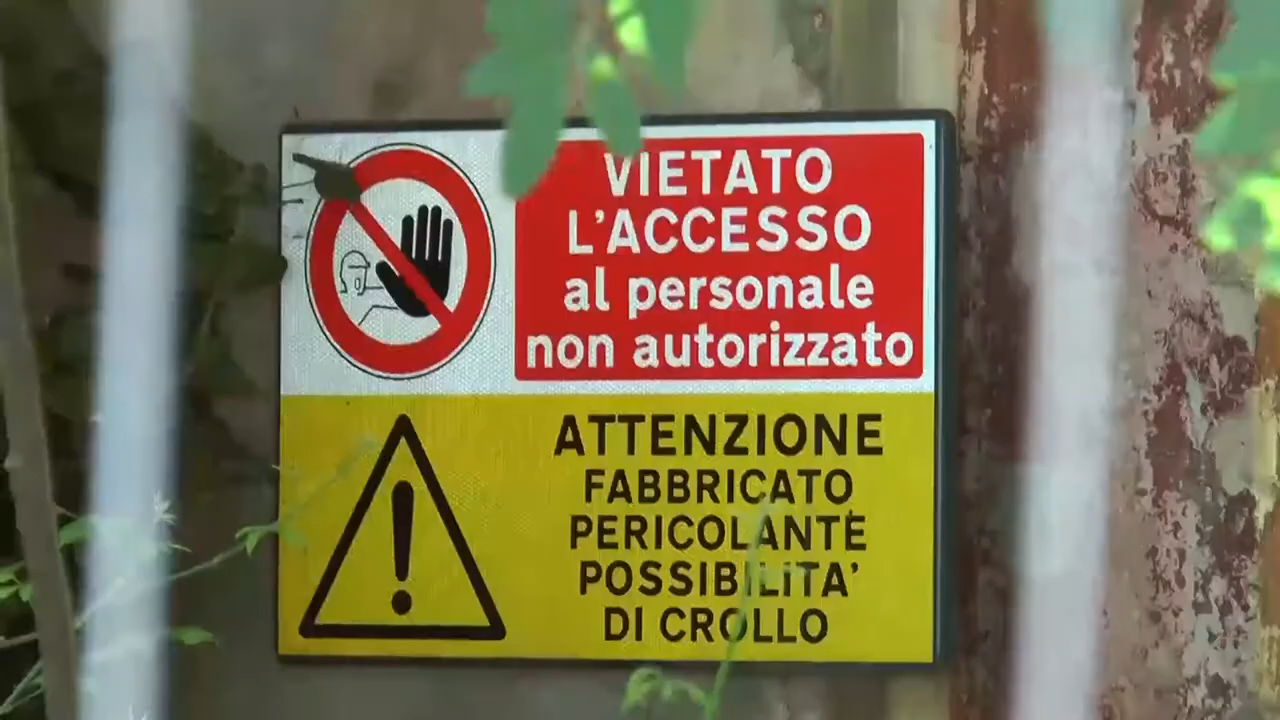 VIETATO
L'ACCESSO
al personale
non autorizzato
ATTENZIONE
FABBRICATO
PERICOLANTE
POSSIBILITA'
DI CROLLO